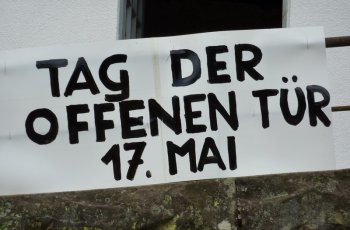 TAG DER
OFFENEN TÜR
17. MAI